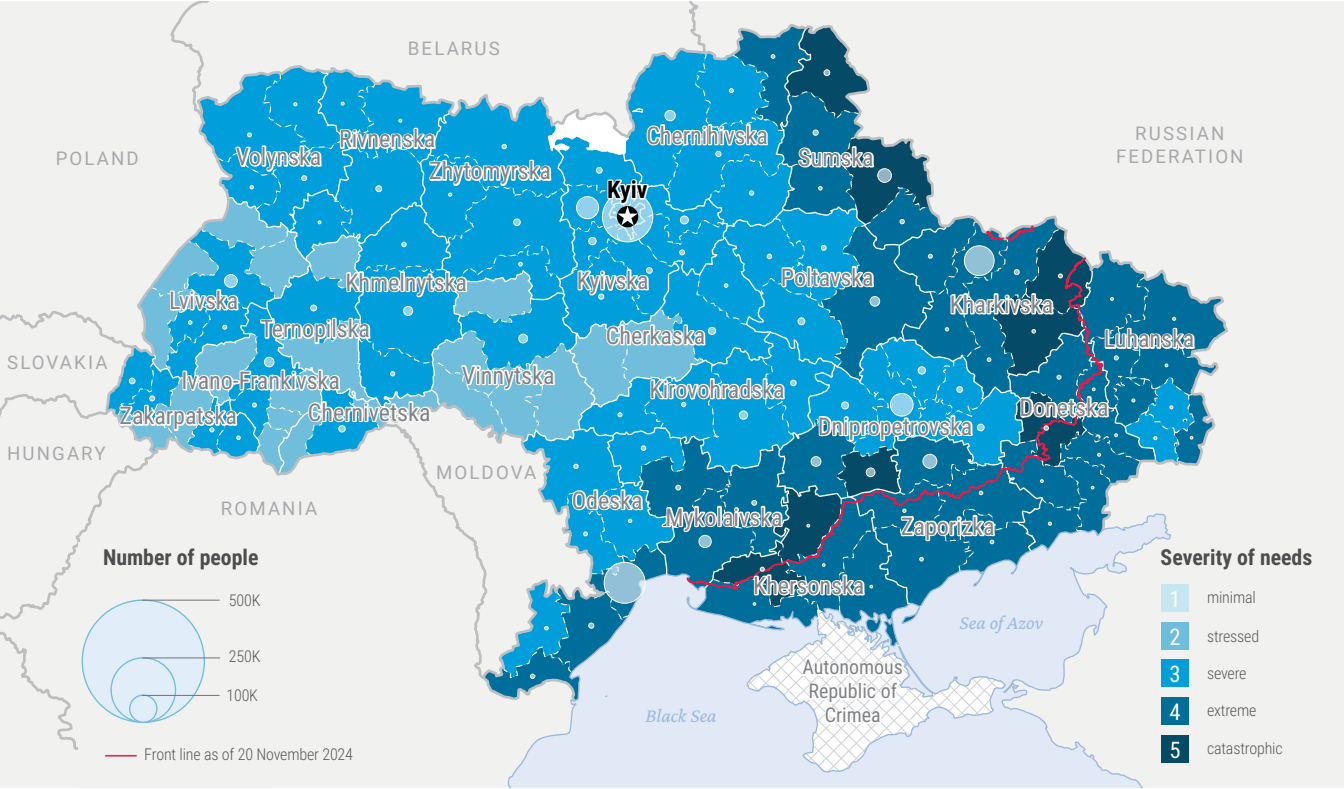 BELARUS
RUSSIAN
FEDERATION
POLAND
Chernihivska
Rivnenska
Volynska
Sumska
Zhytomyrska
Kyiv
Khmelnytska
Kyivska
Poltavska
Lvivska
Kharkivska
Ternopilska
Cherkaska
Luhanska
SLOVAKIA
Ivano-Frankivska
Vinnytska
Kirovohradska
Zakarpatska
Chernivetska
Donetska
Dnipropetrovska
HUNGARY
MOLDOVA
ROMANIA
Odeska
Mykolaivska
Zaporizka
Khersonska
Sea of Azov
Autonomous
Republic of
Crimea
Black Sea
Number of people
500K
250K
100K
Front line as of 20 November 2024
Severity of needs
1 minimal
2 stressed
3 severe
4 extreme
5 catastrophic